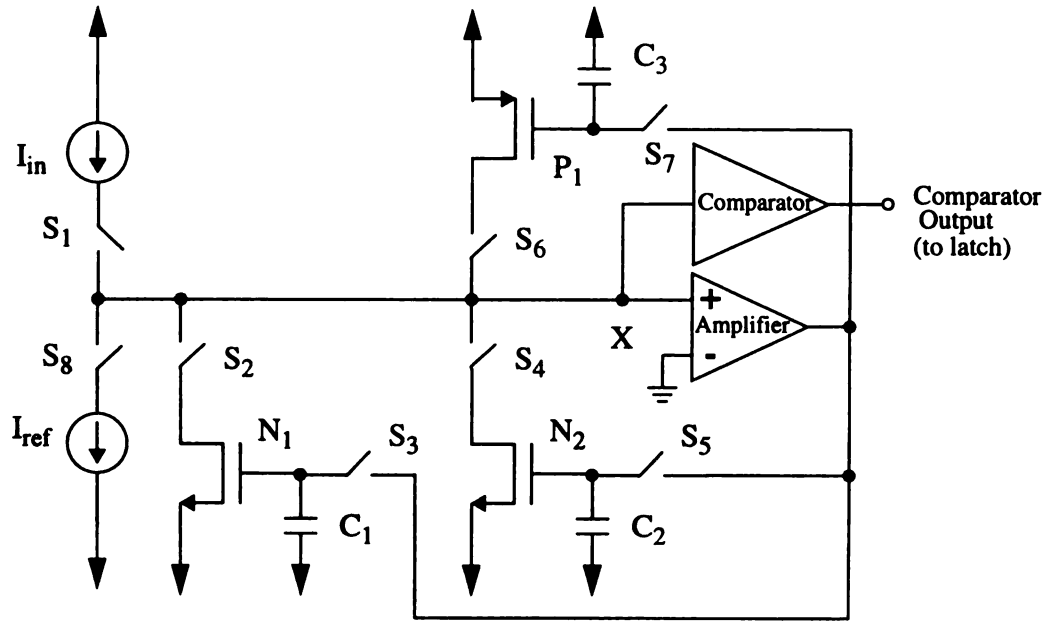 C3
Iin
P1
S7
Comparator
Comparator
Output
(to latch)
S1
S6
+
Amplifier
-
X
S8
S2
S4
Iref
N1
S3
N2
S5
C1
C2